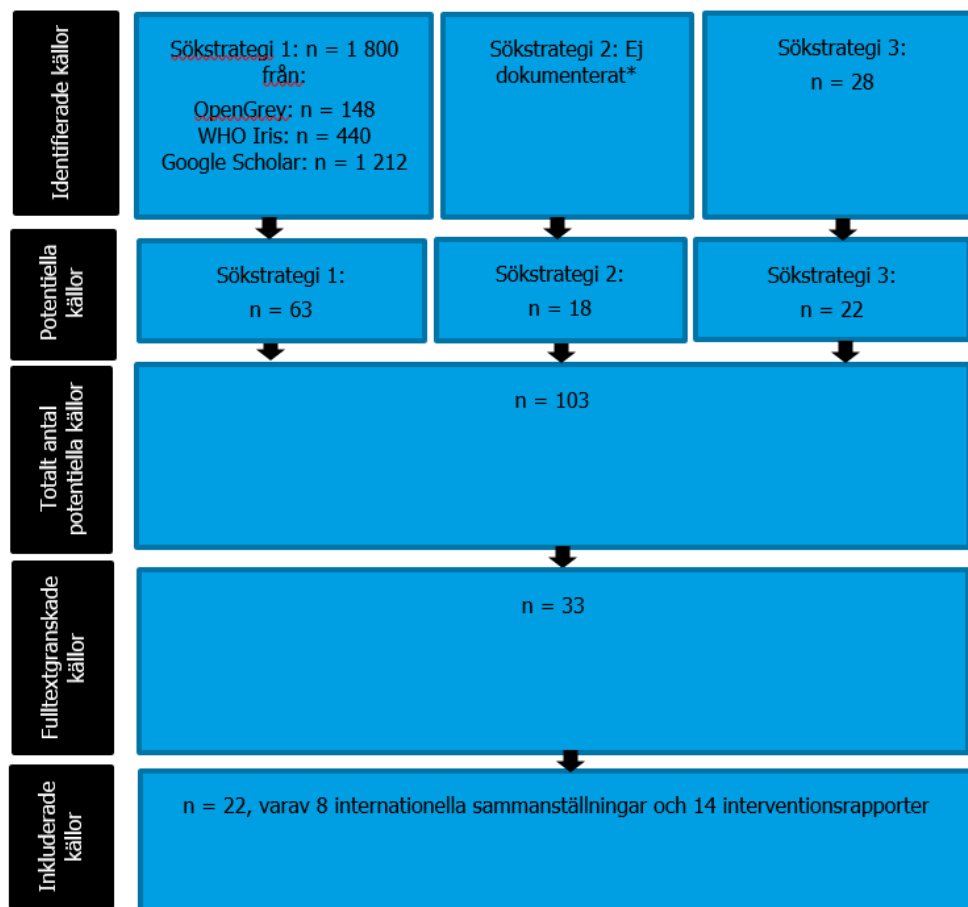 Identifierade källor
Sökstrategi 1: n = 1 800
från:
OpenGrey: n = 148
WHO Iris: n = 440
Google Scholar: n = 1 212
Sökstrategi 2: Ej
dokumenterat*
Sökstrategi 3:
n = 28
Potentiella
källor
Sökstrategi 1:
n = 63
Sökstrategi 2:
n = 18
Sökstrategi 3:
n = 22
Totalt antal
potentiella källor
n = 103
Fulltextgranskade
källor
n = 33
Inkluderade
källor
n = 22, varav 8 internationella sammanställningar och 14 interventionsrapporter